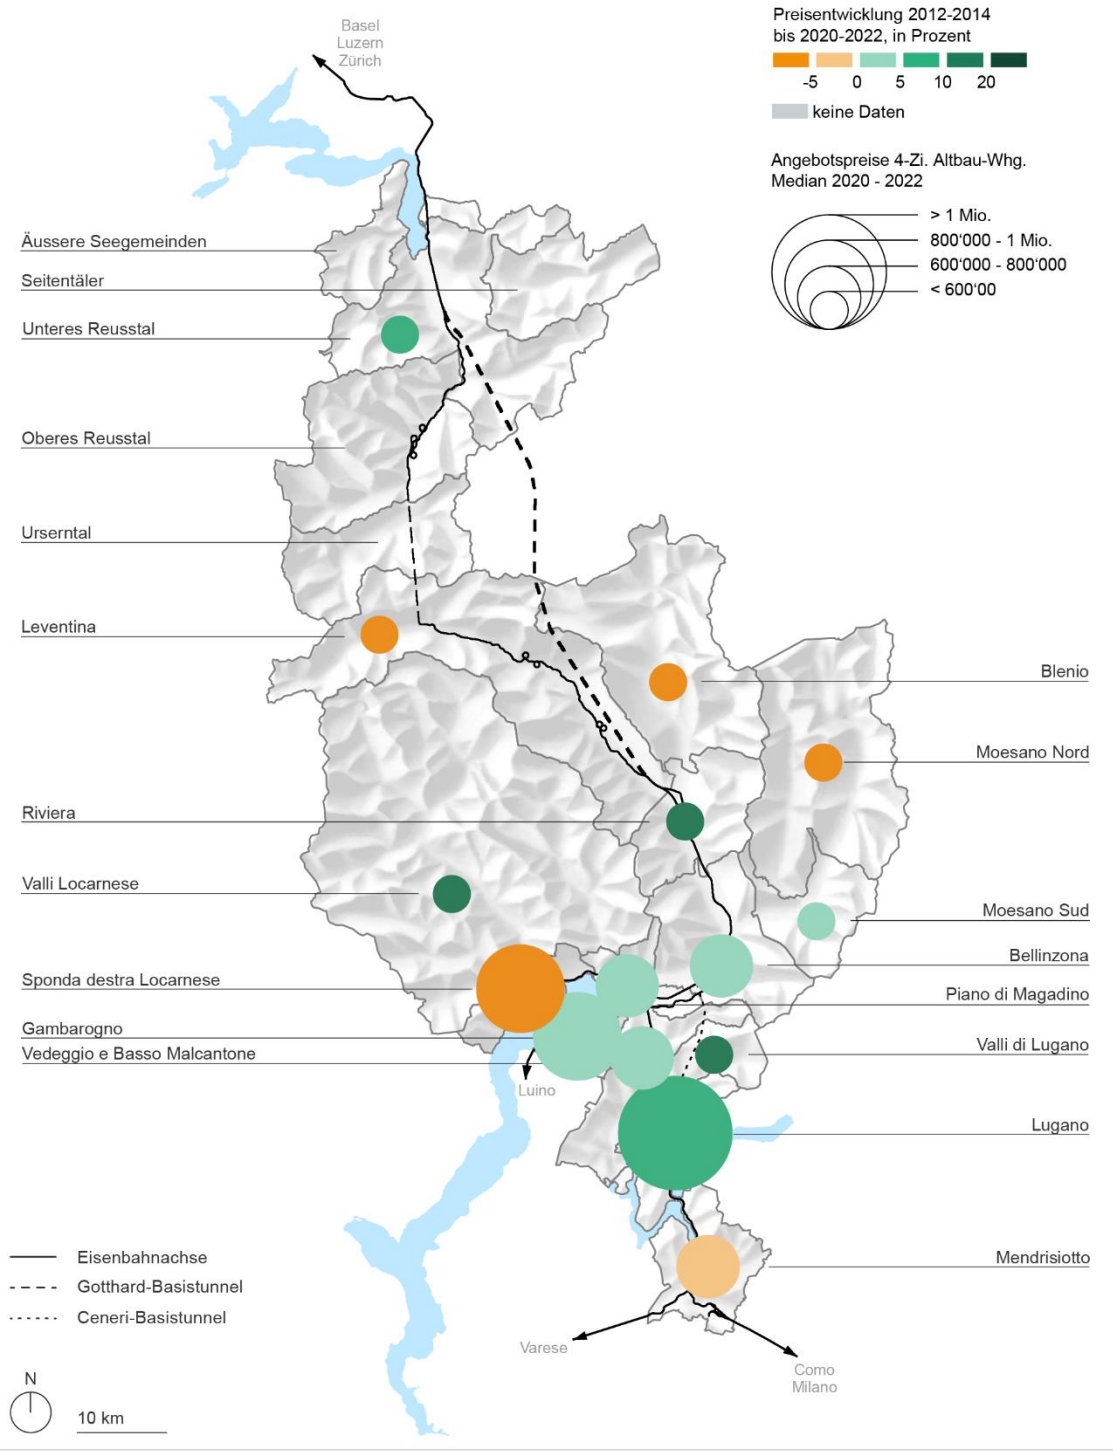 Basel
Luzern
Zürich
Preisentwicklung 2012-2014
bis 2020-2022, in Prozent
-5 0 5 10 20
keine Daten
Angebotspreise 4-Zi. Altbau-Whg.
Median 2020 - 2022
> 1 Mio.
800'000 - 1 Mio.
600'000 - 800'000
< 600'00
Äussere Seegemeinden
Seitentäler
Unteres Reusstal
Oberes Reusstal
Urserntal
Leventina
Blenio
Moesano Nord
Riviera
Valli Locarnese
Moesano Sud
Bellinzona
Sponda destra Locarnese
Piano di Magadino
Gambarogno
Vedeggio e Basso Malcantone
Valli di Lugano
Luino
Lugano
Mendrisiotto
Eisenbahnachse
Gotthard-Basistunnel
Ceneri-Basistunnel
Varese
Como
Milano
N
10 km